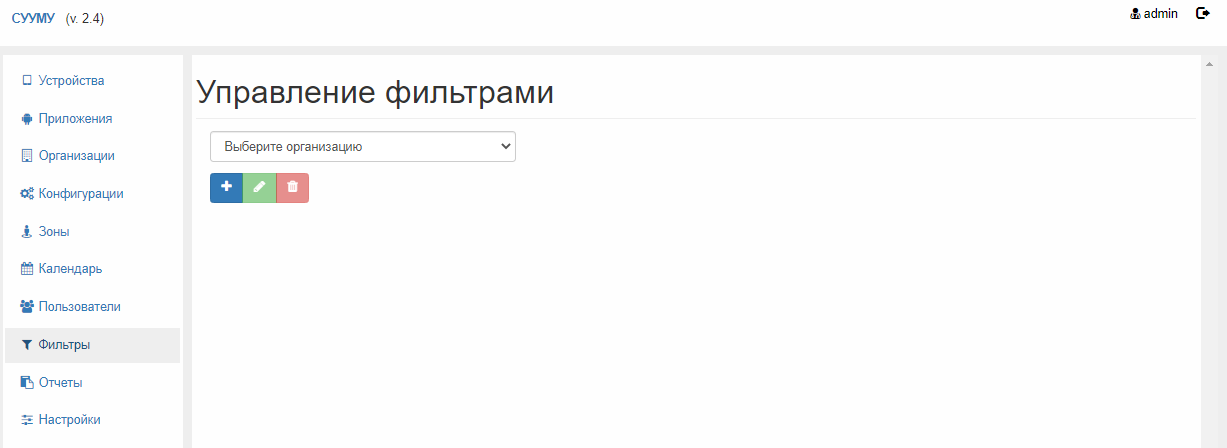 СУУМУ (v. 2.4)
admin
Устройства
Приложения
Организации
Конфигурации
Зоны
Календарь
Пользователи
Фильтры
Отчеты
Настройки
Управление фильтрами
Выберите организацию